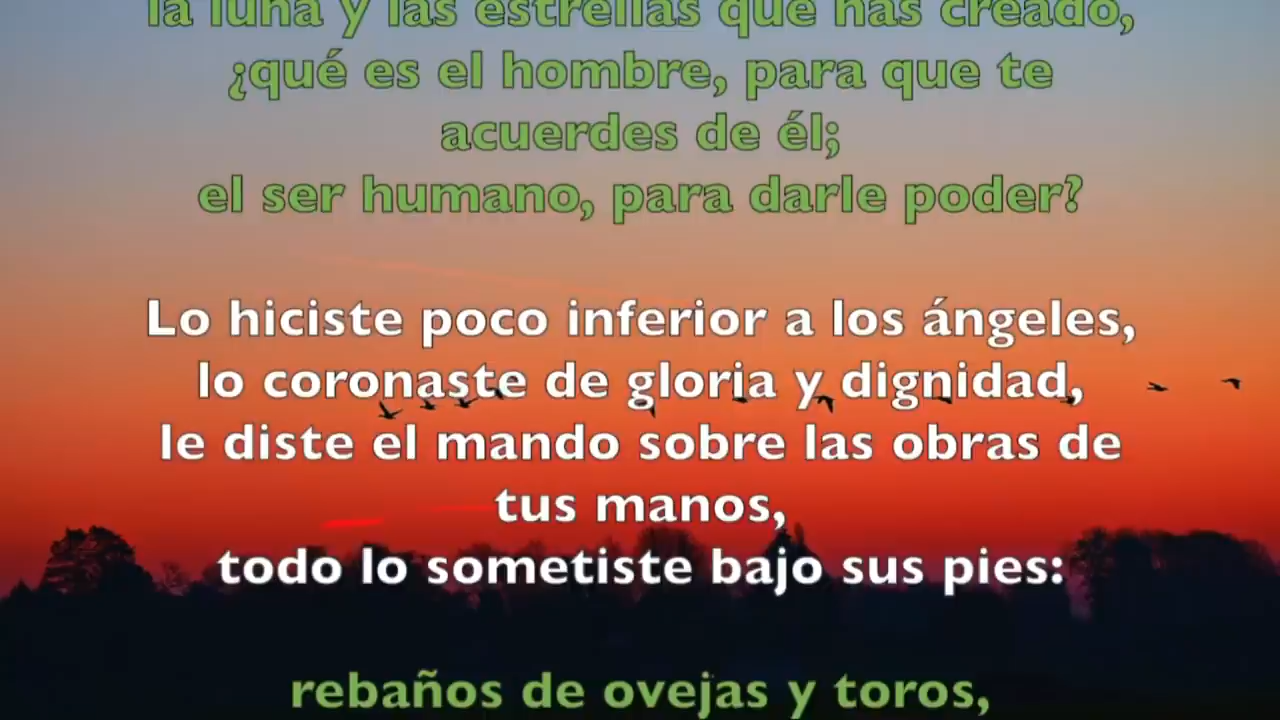 la luna y las estrellas que has creado,
¿qué es el hombre, para que te
acuerdes de él;
el ser humano, para darle poder?
Lo hiciste poco inferior a los ángeles,
lo coronaste de gloria y dignidad,
le diste el mando sobre las obras de
tus manos,
todo lo sometiste bajo sus pies:
rebaños de ovejas y toros,